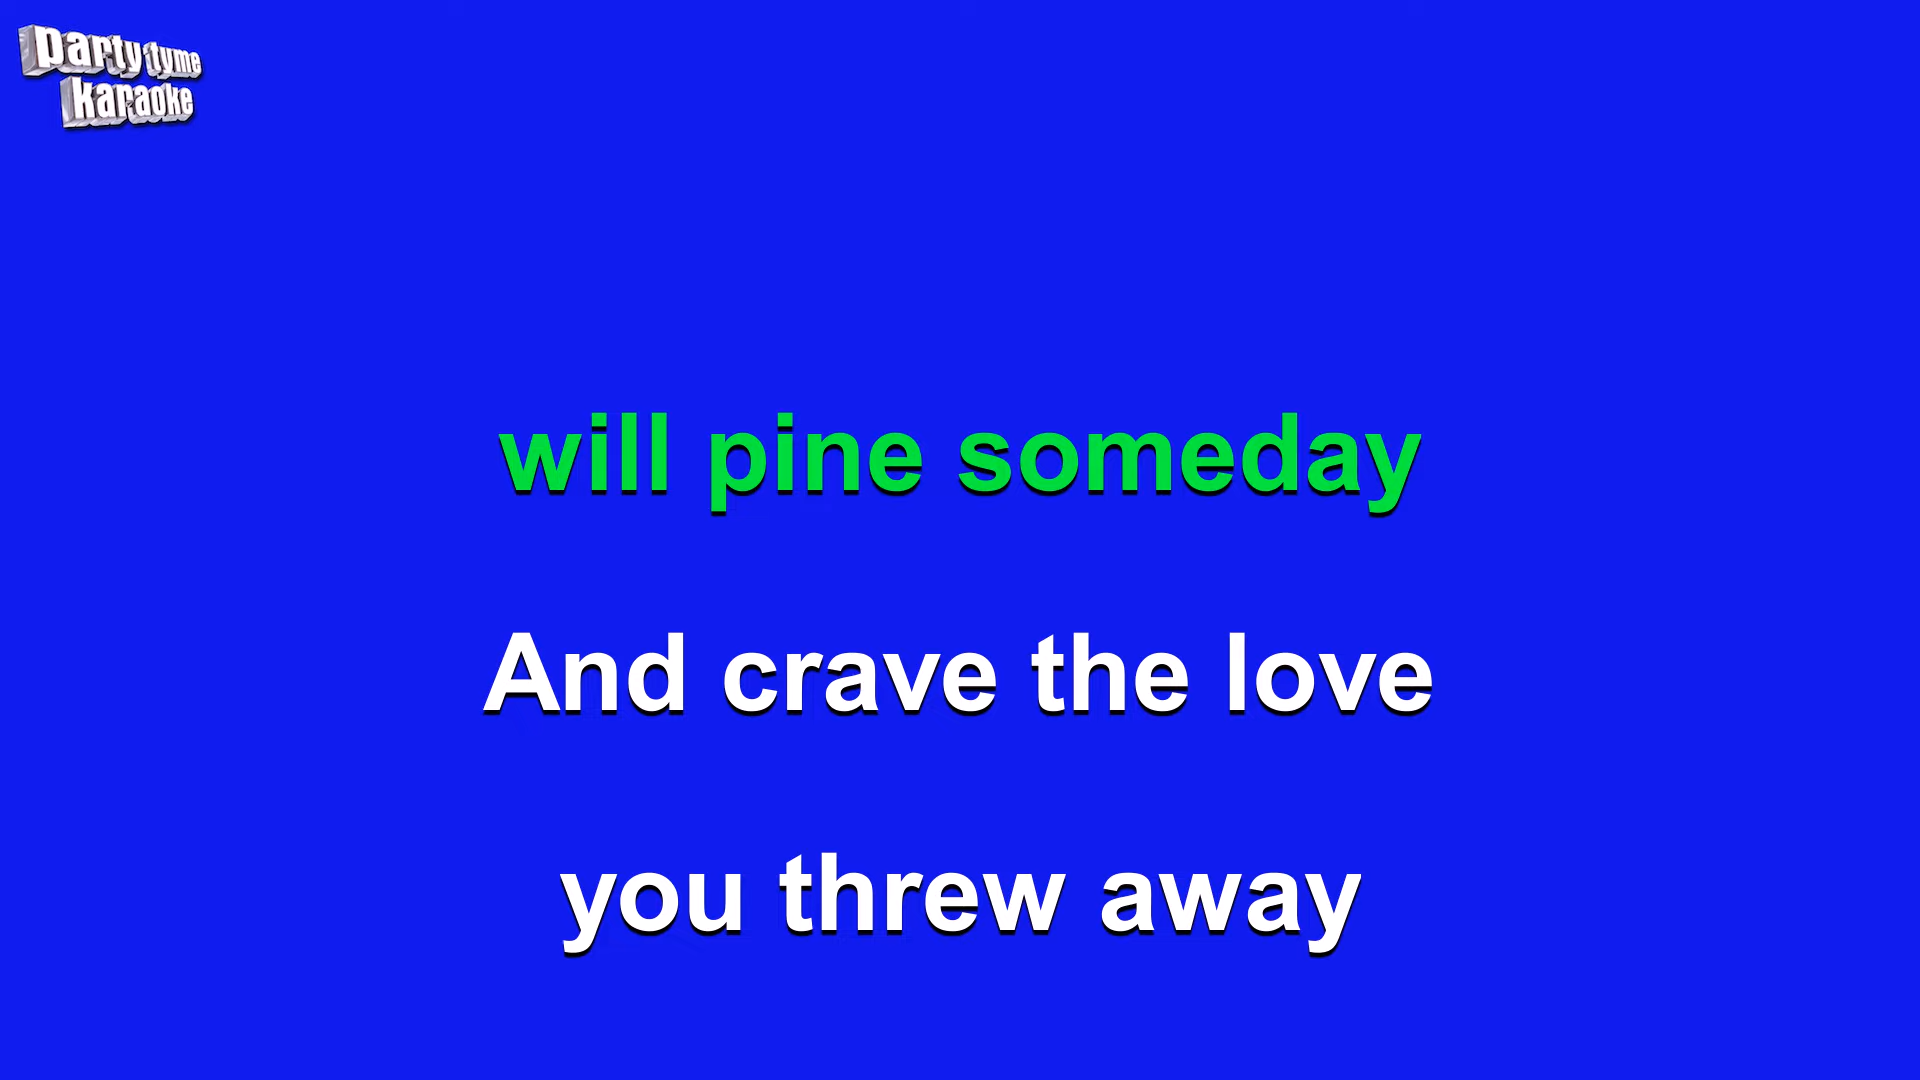 party tyme
karaoke
will pine someday
And crave the love
you threw away